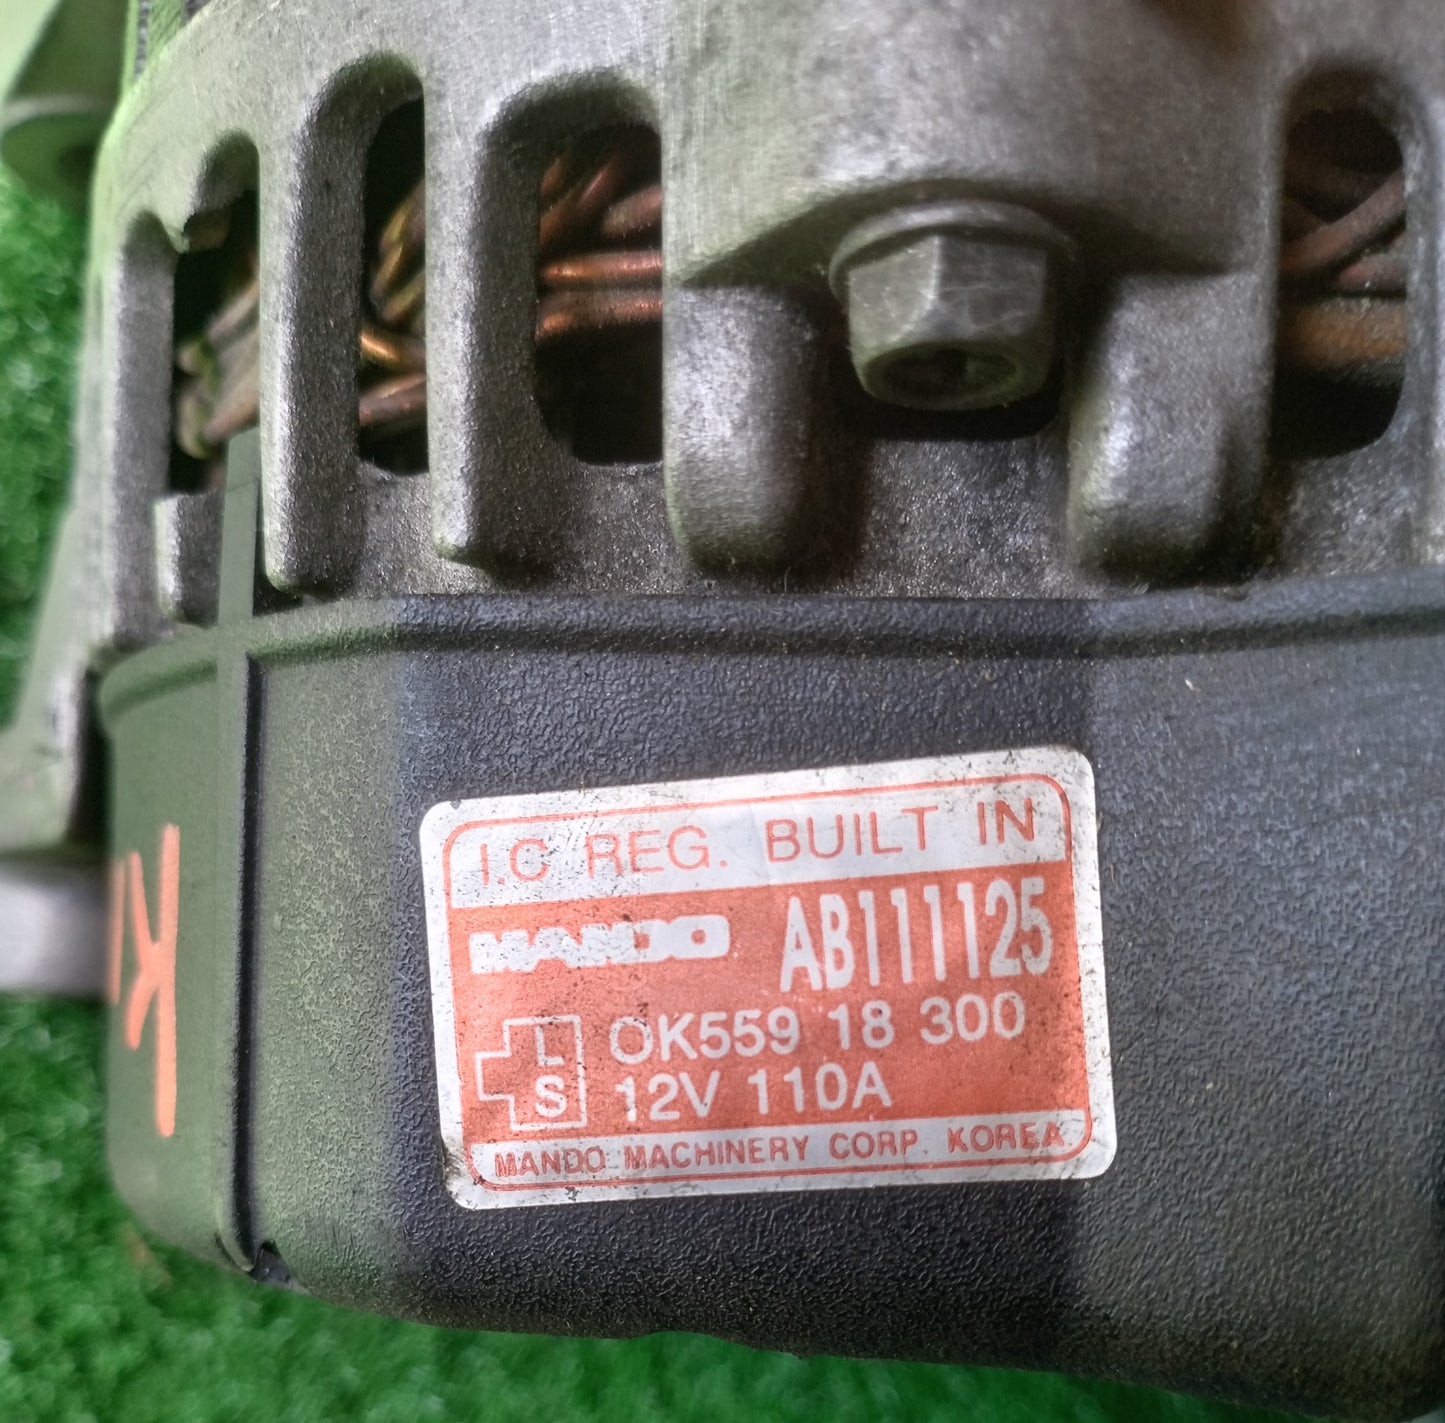 I.C REG. BUILT IN
MANDO AB111125
L OK559 18 300
S 12V 110A
MANDO MACHINERY CORP. KOREA
K